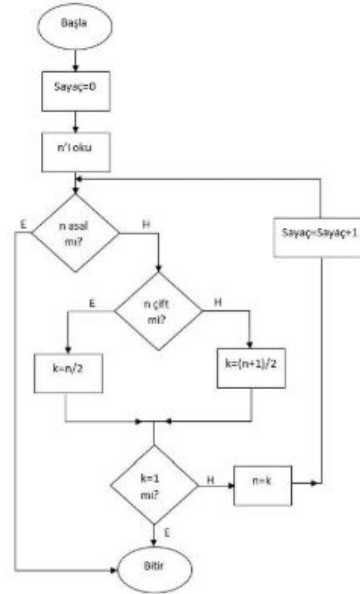 Başla
Sayaç=0
n'i oku
E
n asal
mı?
H
Sayaç=Sayaç+1
E
n çift
mi?
H
k=n/2
k=(n+1)/2
k=1
mi?
H
n=k
E
Bitir